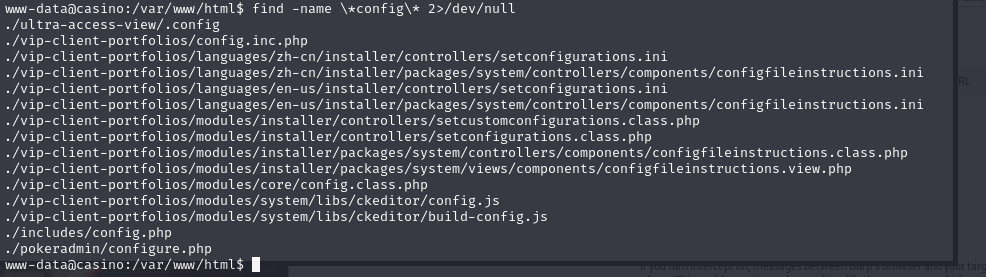 www-data@casino:/var/www/html$ find -name \*config\* 2>/dev/null
./ultra-access-view/.config
./vip-client-portfolios/config.inc.php
./vip-client-portfolios/languages/zh-cn/installer/controllers/setconfigurations.ini
./vip-client-portfolios/languages/zh-cn/installer/packages/system/controllers/components/configfileinstructions.ini
./vip-client-portfolios/languages/en-us/installer/controllers/setconfigurations.ini
./vip-client-portfolios/languages/en-us/installer/packages/system/controllers/components/configfileinstructions.ini
./vip-client-portfolios/modules/installer/controllers/setcustomconfigurations.class.php
./vip-client-portfolios/modules/installer/controllers/setconfigurations.class.php
./vip-client-portfolios/modules/installer/packages/system/controllers/components/configfileinstructions.class.php
./vip-client-portfolios/modules/installer/packages/system/views/components/configfileinstructions.view.php
./vip-client-portfolios/modules/core/config.class.php
./vip-client-portfolios/modules/system/libs/ckeditor/config.js
./vip-client-portfolios/modules/system/libs/ckeditor/build-config.js
./includes/config.php
./pokeradmin/configure.php
www-data@casino:/var/www/html$